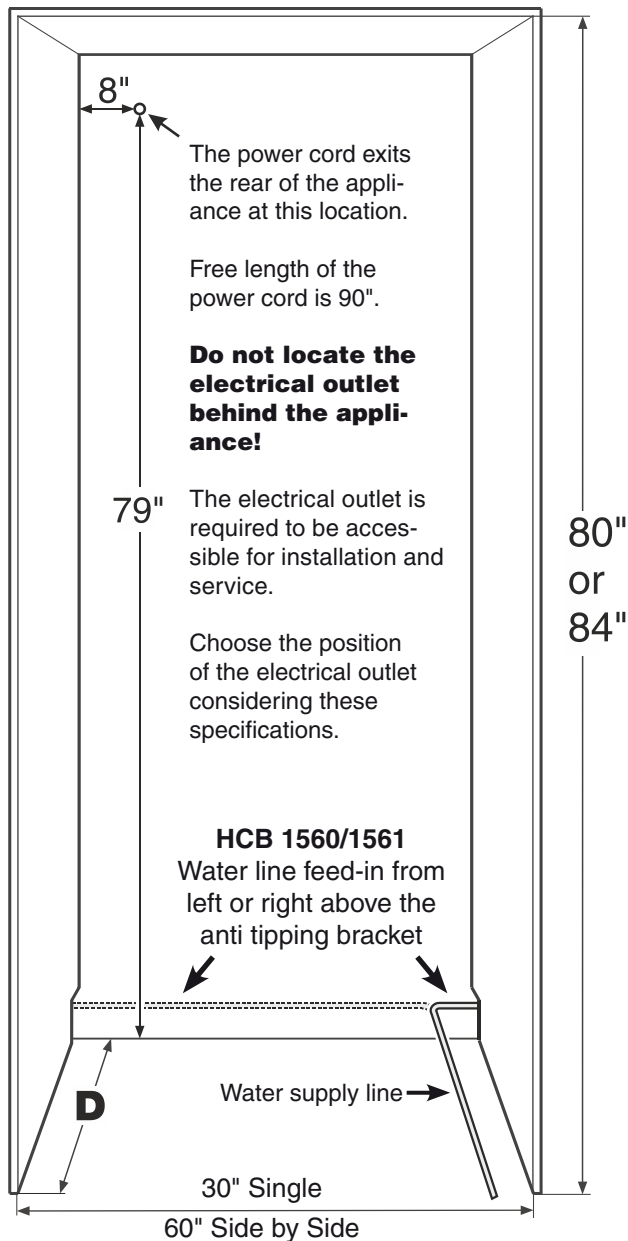 8"
The power cord exits
the rear of the appli-
ance at this location.
Free length of the
power cord is 90".
Do not locate the
electrical outlet
behind the appli-
ance!
79"
The electrical outlet is
required to be acces-
sible for installation and
service.
80"
or
84"
Choose the position
of the electrical outlet
considering these
specifications.
HCB 1560/1561
Water line feed-in from
left or right above the
anti tipping bracket
Water supply line
D
30" Single
60" Side by Side